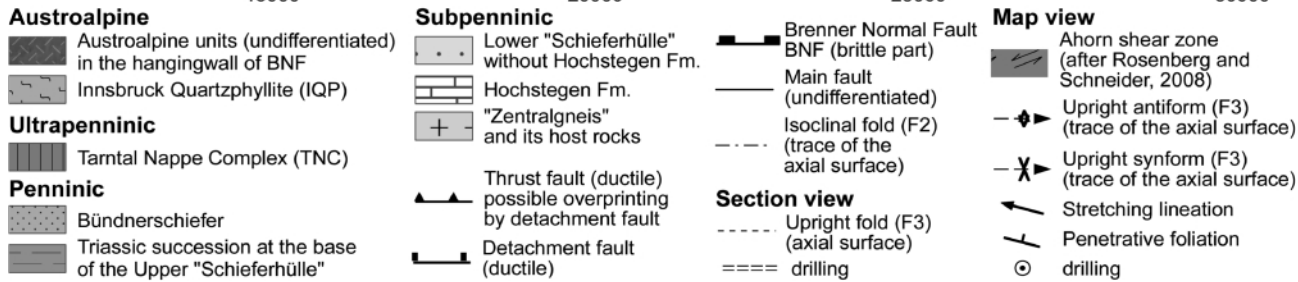 Austroalpine
Austroalpine units (undifferentiated)
in the hangingwall of BNF
Innsbruck Quartzphyllite (IQP)
Ultrapenninic
Tarntal Nappe Complex (TNC)
Penninic
Bündnerschiefer
Triassic succession at the base
of the Upper "Schieferhülle"
Subpenninic
Lower "Schieferhülle"
without Hochstegen Fm.
Hochstegen Fm.
"Zentralgneis"
and its host rocks
Thrust fault (ductile)
possible overprinting
by detachment fault
Detachment fault
(ductile)
Brenner Normal Fault
BNF (brittle part)
Main fault
(undifferentiated)
Isoclinal fold (F2)
(trace of the
axial surface)
Section view
Upright fold (F3)
(axial surface)
drilling
Map view
Ahorn shear zone
(after Rosenberg and
Schneider, 2008)
Upright antiform (F3)
(trace of the axial surface)
Upright synform (F3)
(trace of the axial surface)
Stretching lineation
Penetrative foliation
drilling